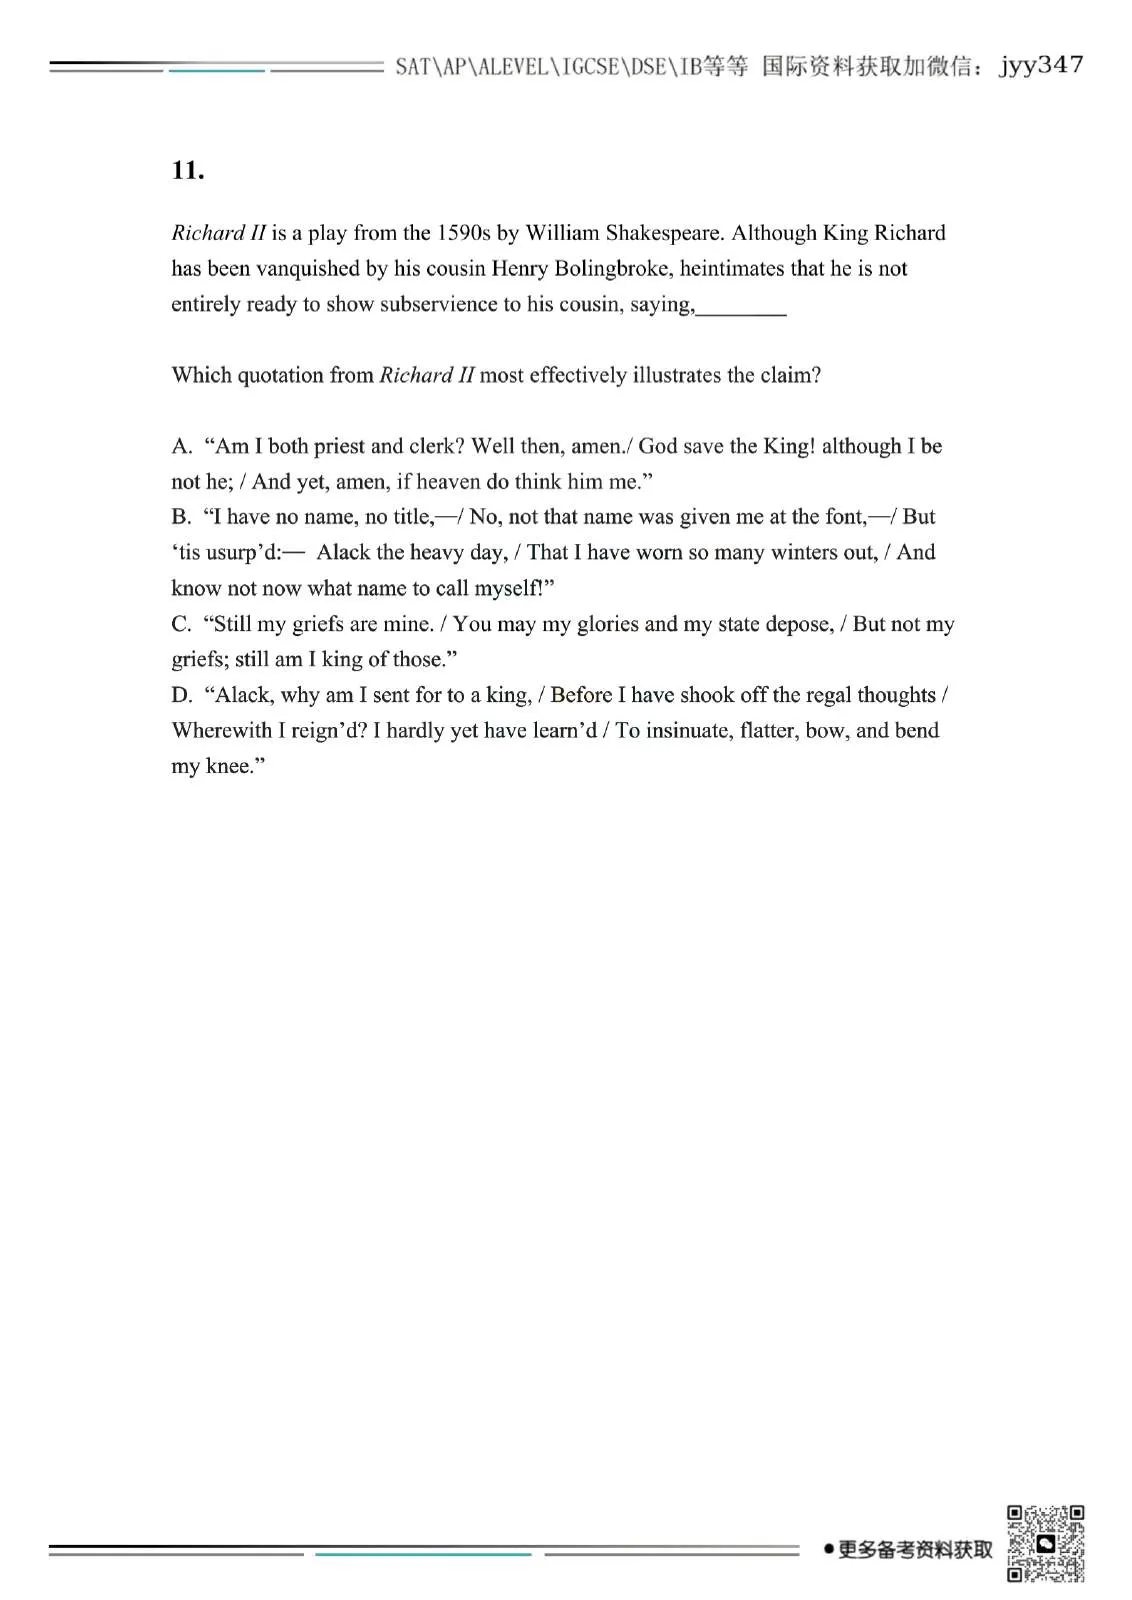 SAT\AP\ALEVEL\IGCSE\DSE\IB等等 国际资料获取加微信: jyy347
11.
Richard II is a play from the 1590s by William Shakespeare. Although King Richard
has been vanquished by his cousin Henry Bolingbroke, heintimates that he is not
entirely ready to show subservience to his cousin, saying,________
Which quotation from Richard II most effectively illustrates the claim?
A. “Am I both priest and clerk? Well then, amen./ God save the King! although I be
not he; / And yet, amen, if heaven do think him me.”
B. “I have no name, no title,—/ No, not that name was given me at the font,—/ But
‘tis usurp’d:— Alack the heavy day, / That I have worn so many winters out, / And
know not now what name to call myself!”
C. “Still my griefs are mine. / You may my glories and my state depose, / But not my
griefs; still am I king of those.”
D. “Alack, why am I sent for to a king, / Before I have shook off the regal thoughts /
Wherewith I reign’d? I hardly yet have learn’d / To insinuate, flatter, bow, and bend
my knee.”
●更多备考资料获取